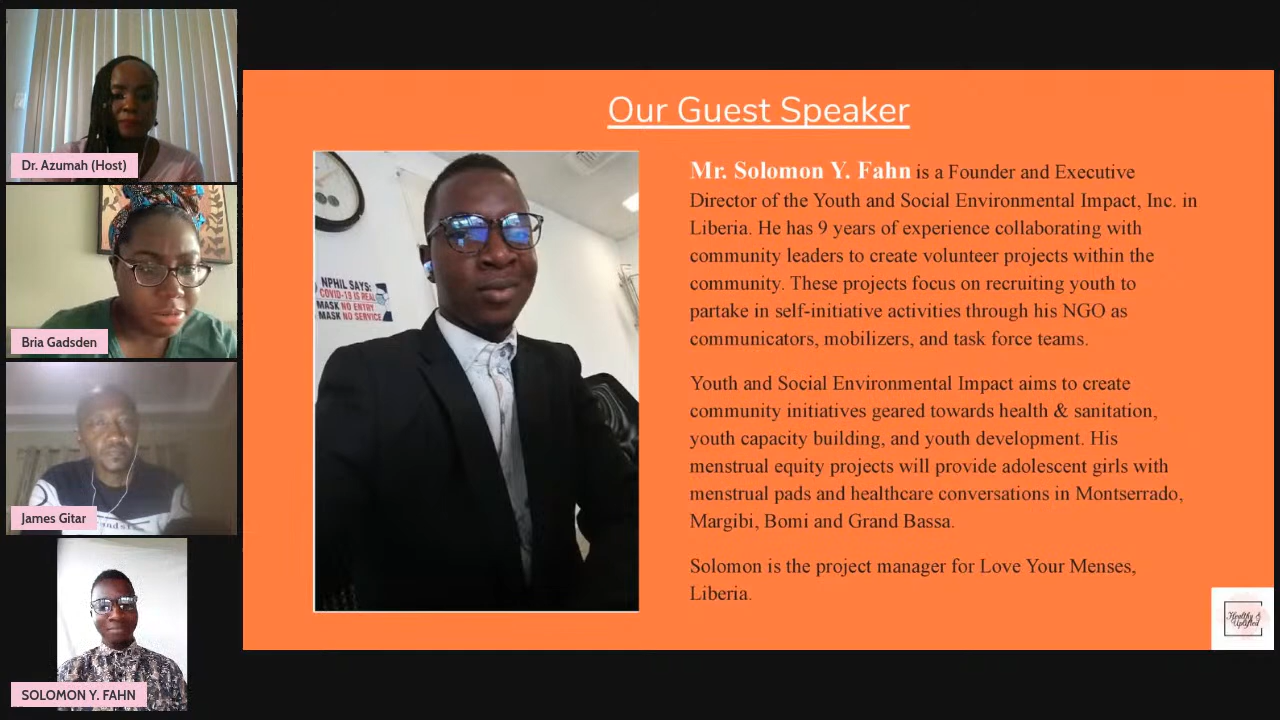 Dr. Azumah (Host)
Bria Gadsden
James Gitar
SOLOMON Y. FAHN
Our Guest Speaker
NPHIL SAYS:
COVID-19 IS REAL
MASK NO ENTRY
MASK NO SERVICE
Mr. Solomon Y. Fahn is a Founder and Executive
Director of the Youth and Social Environmental Impact, Inc. in
Liberia. He has 9 years of experience collaborating with
community leaders to create volunteer projects within the
community. These projects focus on recruiting youth to
partake in self-initiative activities through his NGO as
communicators, mobilizers, and task force teams.
Youth and Social Environmental Impact aims to create
community initiatives geared towards health & sanitation,
youth capacity building, and youth development. His
menstrual equity projects will provide adolescent girls with
menstrual pads and healthcare conversations in Montserrado,
Margibi, Bomi and Grand Bassa.
Solomon is the project manager for Love Your Menses,
Liberia.
Healthy &
Uplifted